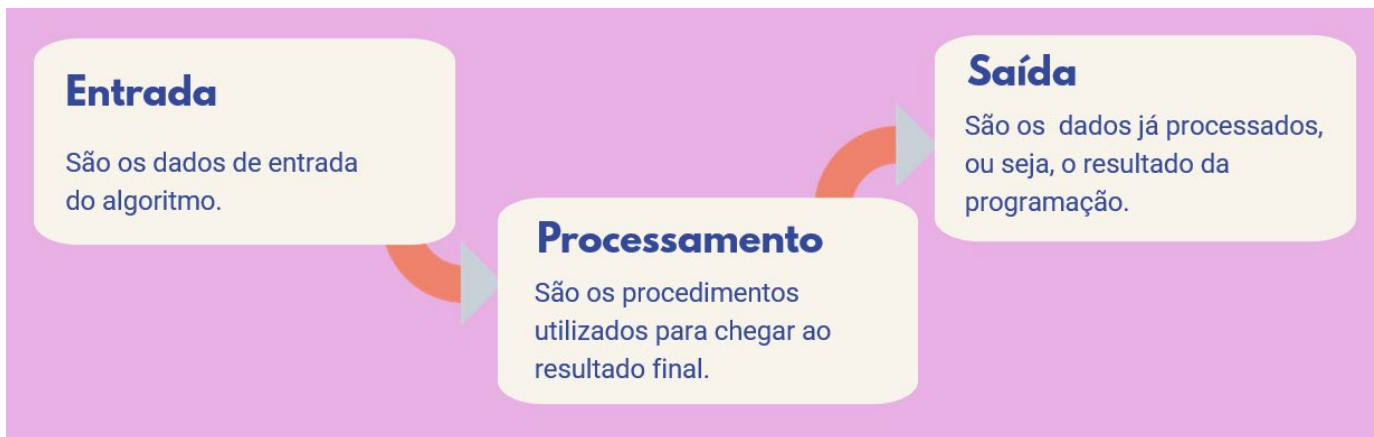 Entrada
São os dados de entrada
do algoritmo.
Processamento
São os procedimentos
utilizados para chegar ao
resultado final.
Saída
São os dados já processados,
ou seja, o resultado da
programação.